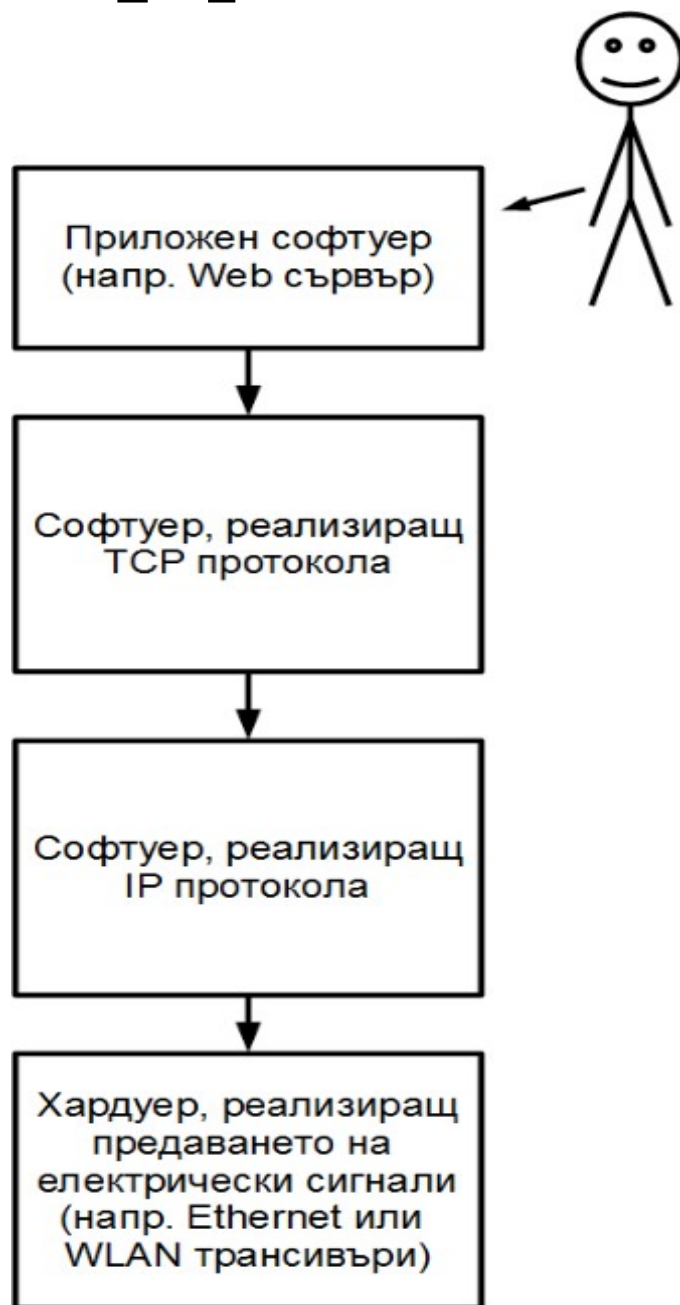 Приложен софтуер
(напр. Web сървър)
Софтуер, реализиращ
TCP протокола
Софтуер, реализиращ
IP протокола
Хардуер, реализиращ
предаването на
електрически сигнали
(напр. Ethernet или
WLAN трансивъри)